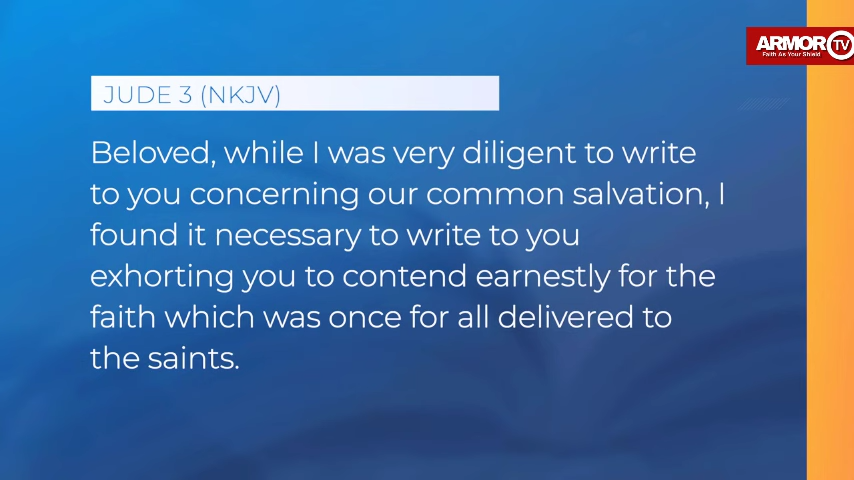 ARMOR TV
Faith As Your Shield
JUDE 3 (NKJV)
Beloved, while I was very diligent to write
to you concerning our common salvation, I
found it necessary to write to you
exhorting you to contend earnestly for the
faith which was once for all delivered to
the saints.